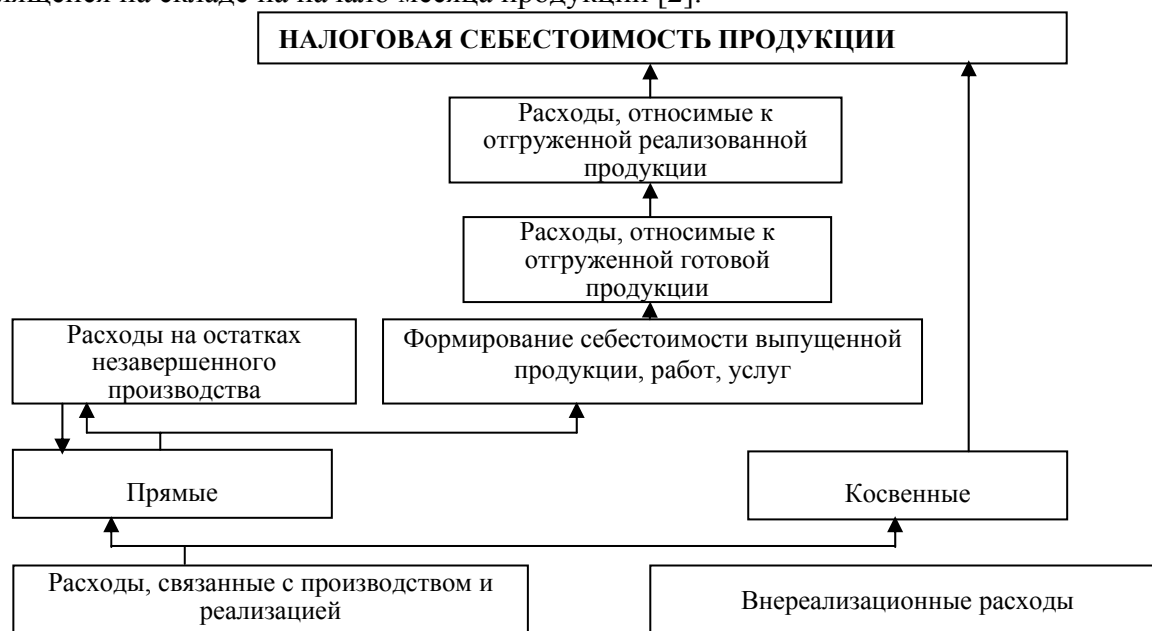 на складе на начало месяца продукции [2].
НАЛОГОВАЯ СЕБЕСТОИМОСТЬ ПРОДУКЦИИ
Расходы, относимые к
отгруженной реализованной
продукции
Расходы, относимые к
отгруженной готовой
продукции
Расходы на остатках
незавершенного
производства
Формирование себестоимости выпущенной
продукции, работ, услуг
Прямые
Косвенные
Расходы, связанные с производством и
реализацией
Внереализационные расходы